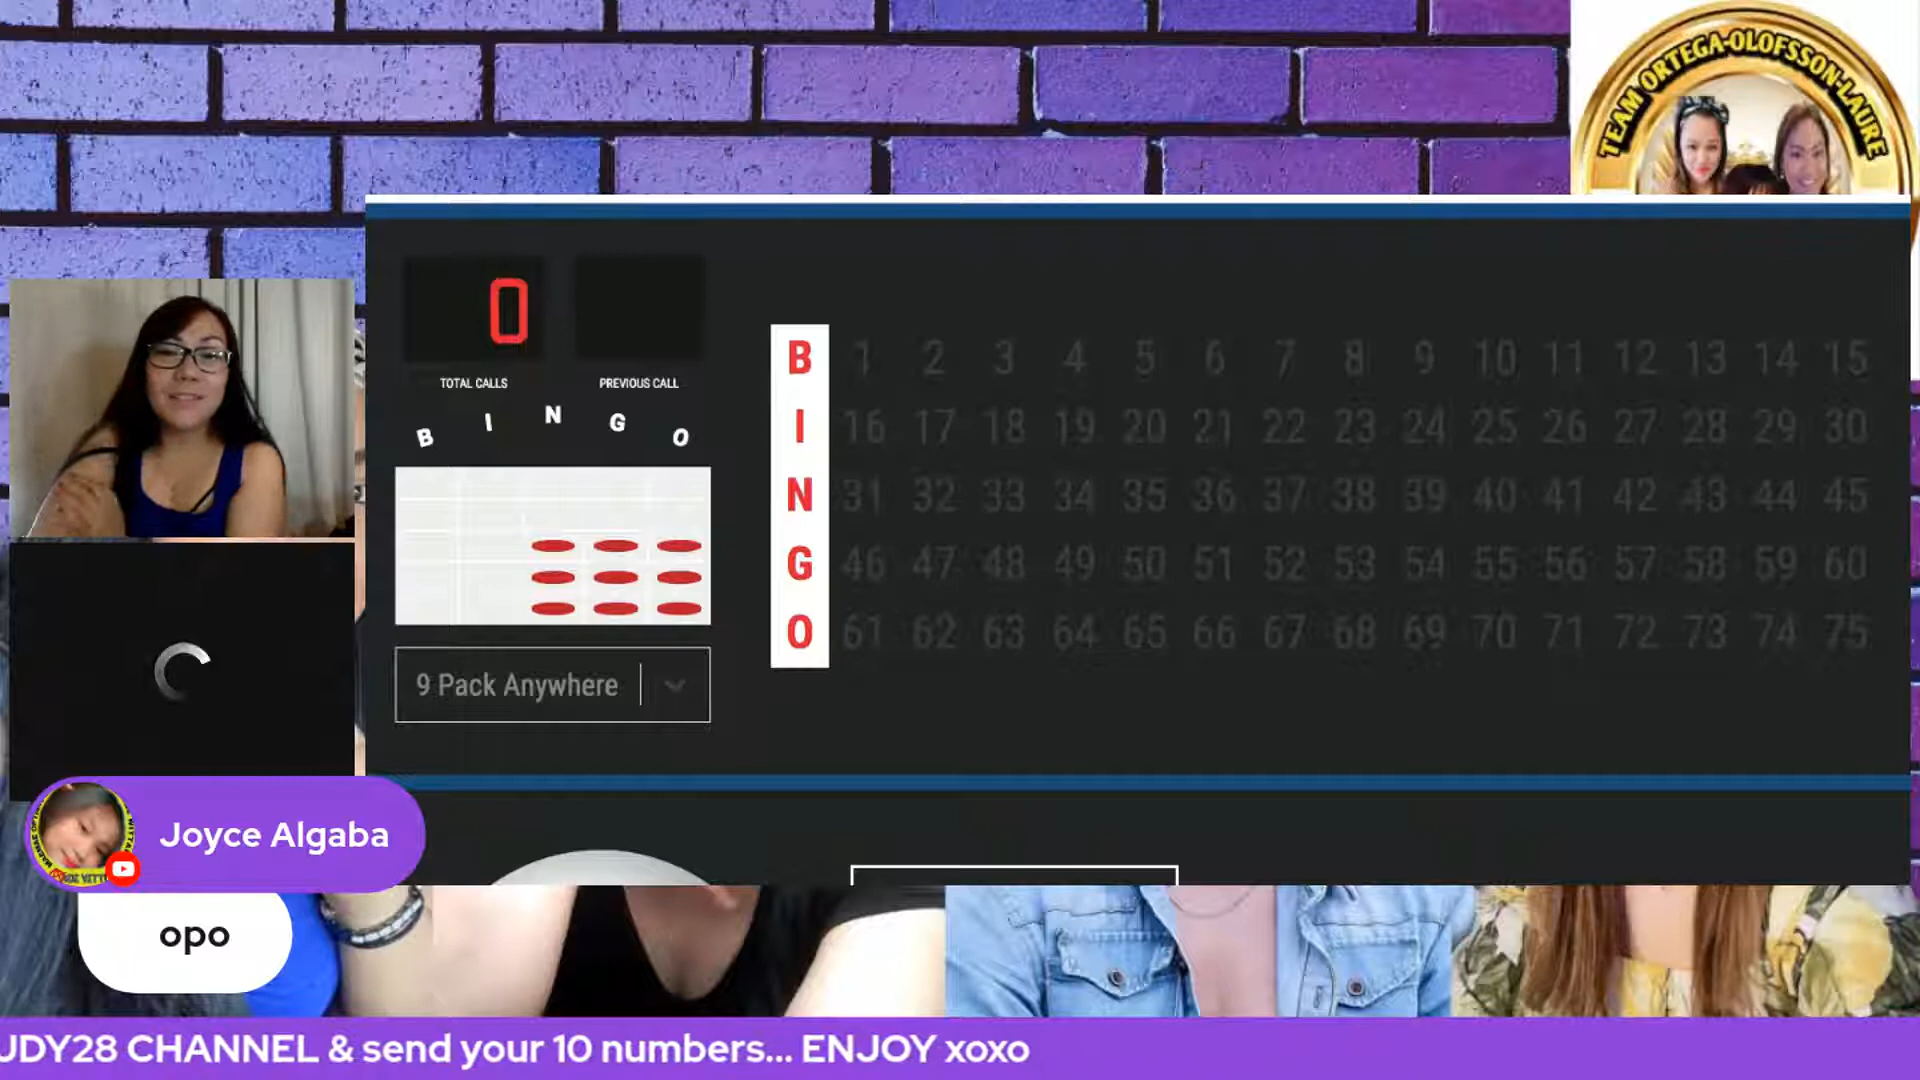 TEAM ORTEGA-OLOFSSON-LAURE
0
TOTAL CALLS
PREVIOUS CALL
B I N G O
9 Pack Anywhere
B 1 2 3 4 5 6 7 8 9 10 11 12 13 14 15
I 16 17 18 19 20 21 22 23 24 25 26 27 28 29 30
N 31 32 33 34 35 36 37 38 39 40 41 42 43 44 45
G 46 47 48 49 50 51 52 53 54 55 56 57 58 59 60
O 61 62 63 64 65 66 67 68 69 70 71 72 73 74 75
Joyce Algaba
opo
UDY28 CHANNEL & send your 10 numbers... ENJOY xoxo